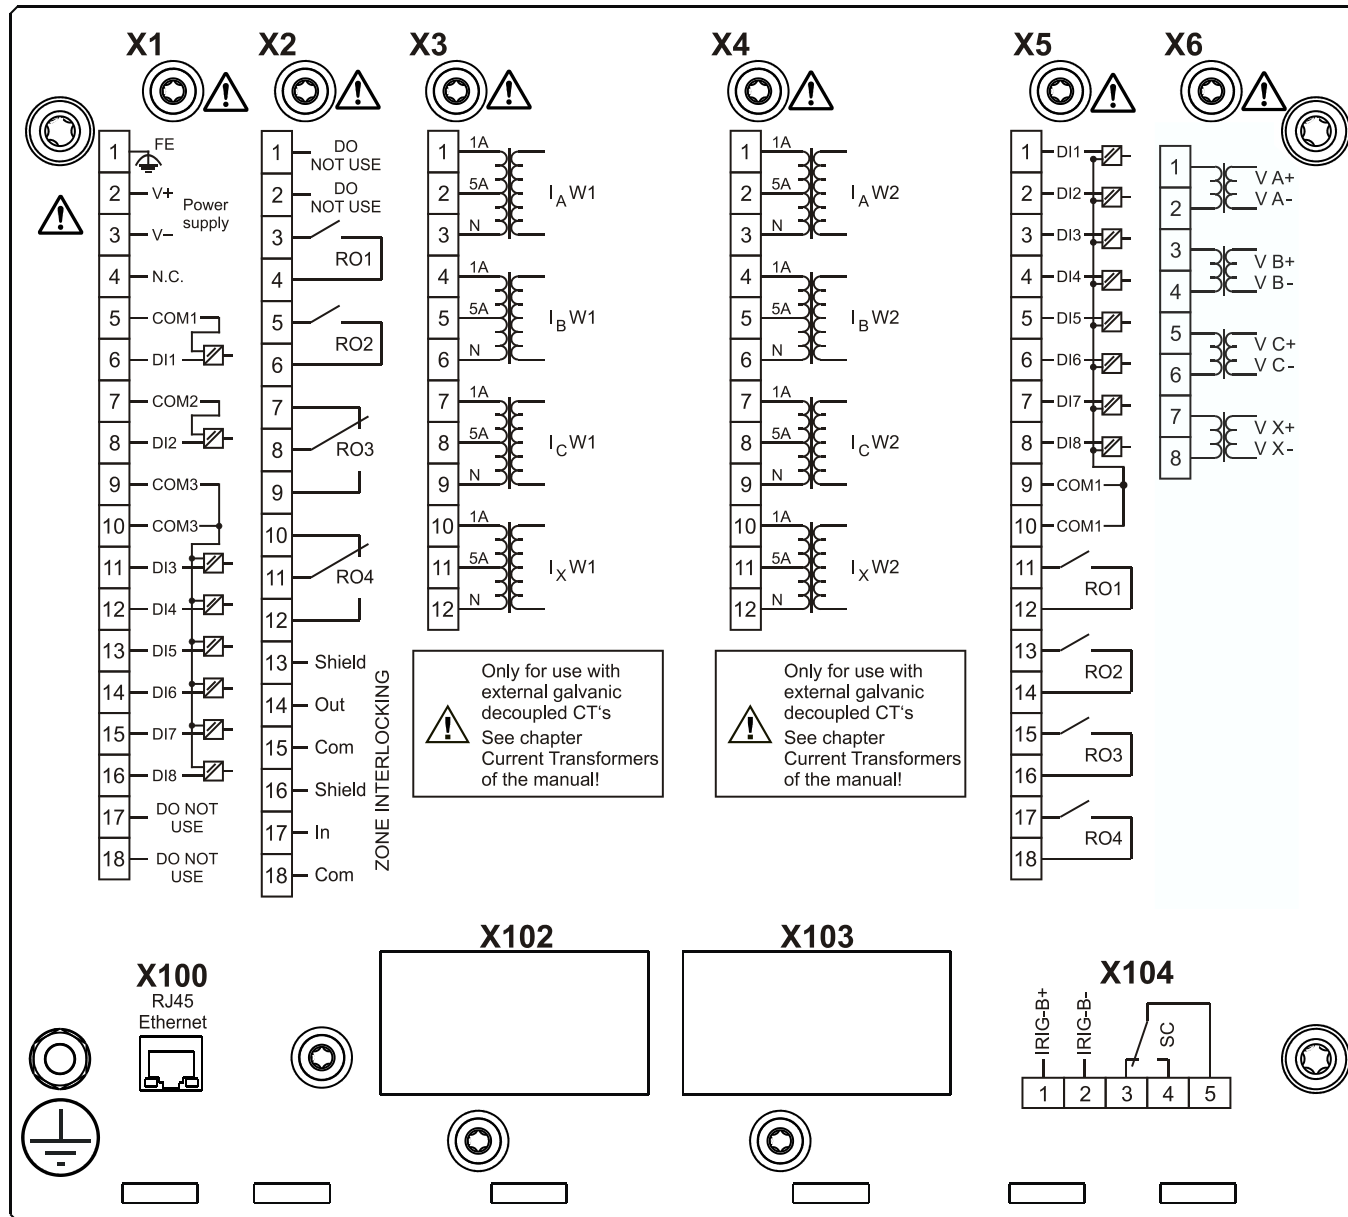 X1
X2
X3
X4
X5
X6
1 FE
2 V+
Power
supply
3 V–
4 N.C.
5 COM1
6 DI1
7 COM2
8 DI2
9 COM3
10 COM3
11 DI3
12 DI4
13 DI5
14 DI6
15 DI7
16 DI8
17 DO NOT
USE
18 DO NOT
USE
1 DO
NOT USE
2 DO
NOT USE
3
RO1
4
5
RO2
6
7
8 RO3
9
10
11 RO4
12
13 Shield
14 Out
15 Com
16 Shield
17 In
18 Com
ZONE INTERLOCKING
1 1A
2 5A IA W1
3 N
4 1A
5 5A IB W1
6 N
7 1A
8 5A IC W1
9 N
10 1A
11 5A IX W1
12 N
Only for use with
external galvanic
decoupled CT‘s
See chapter
Current Transformers
of the manual!
1 1A
2 5A IA W2
3 N
4 1A
5 5A IB W2
6 N
7 1A
8 5A IC W2
9 N
10 1A
11 5A IX W2
12 N
Only for use with
external galvanic
decoupled CT‘s
See chapter
Current Transformers
of the manual!
1 DI1
2 DI2
3 DI3
4 DI4
5 DI5
6 DI6
7 DI7
8 DI8
9 COM1
10 COM1
11
RO1
12
13
RO2
14
15
RO3
16
17
RO4
18
1 V A+
2 V A-
3 V B+
4 V B-
5 V C+
6 V C-
7 V X+
8 V X-
X100
RJ45
Ethernet
X102
X103
X104
IRIG-B+
IRIG-B-
SC
1 2 3 4 5